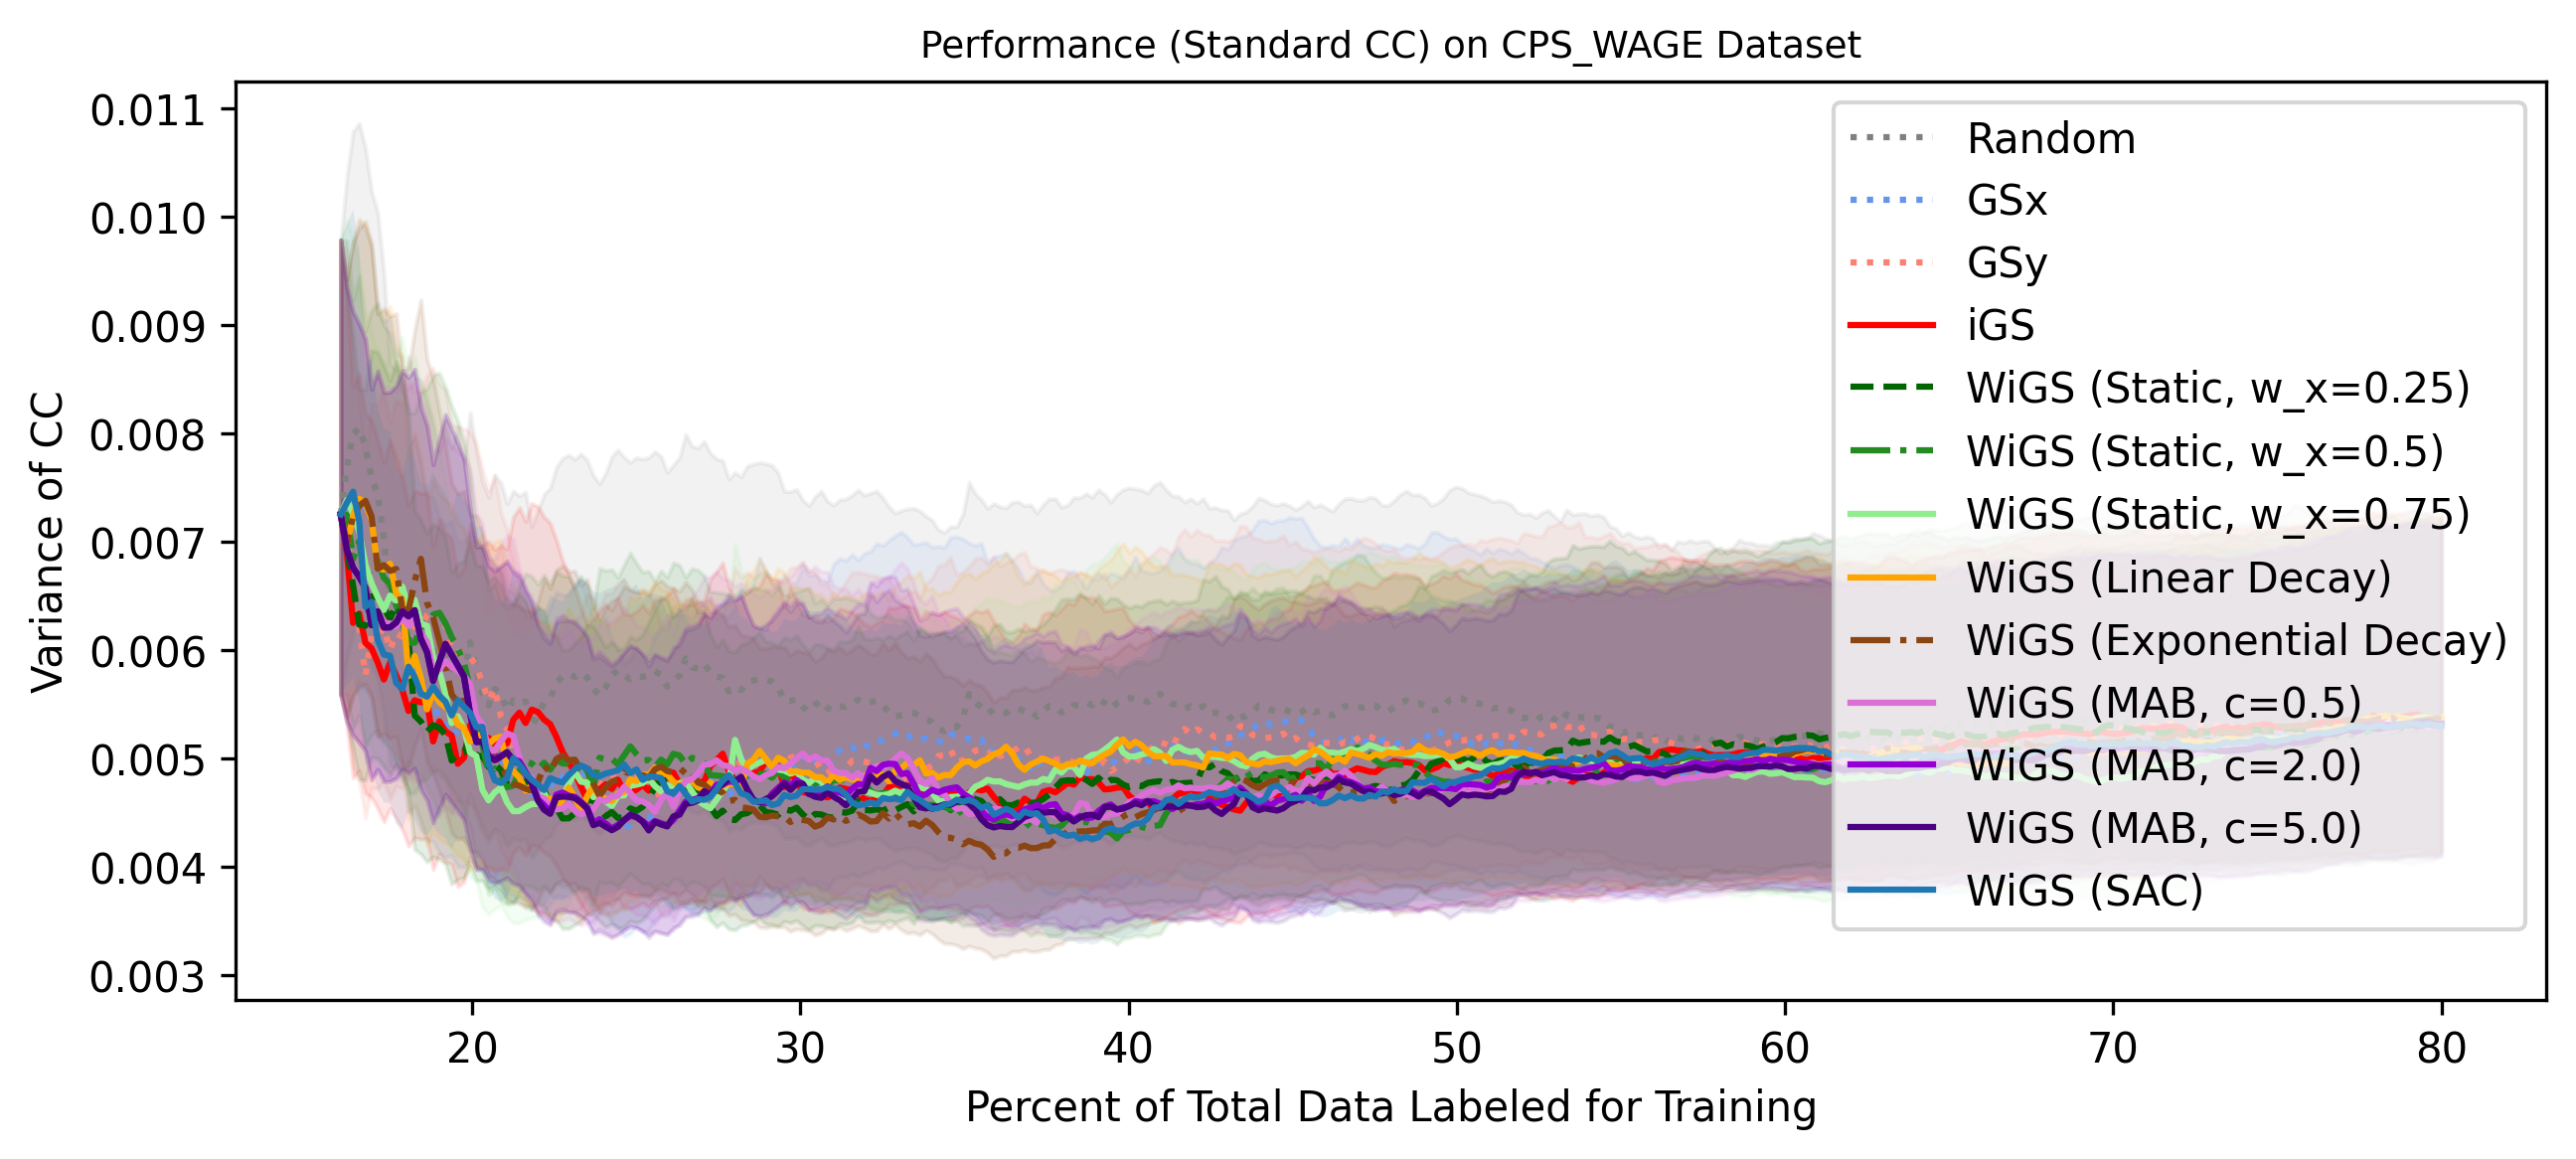 Performance (Standard CC) on CPS_WAGE Dataset
Variance of CC
0.011
0.010
0.009
0.008
0.007
0.006
0.005
0.004
0.003
Random
GSx
GSy
iGS
WiGS (Static, w_x=0.25)
WiGS (Static, w_x=0.5)
WiGS (Static, w_x=0.75)
WiGS (Linear Decay)
WiGS (Exponential Decay)
WiGS (MAB, c=0.5)
WiGS (MAB, c=2.0)
WiGS (MAB, c=5.0)
WiGS (SAC)
20 30 40 50 60 70 80
Percent of Total Data Labeled for Training